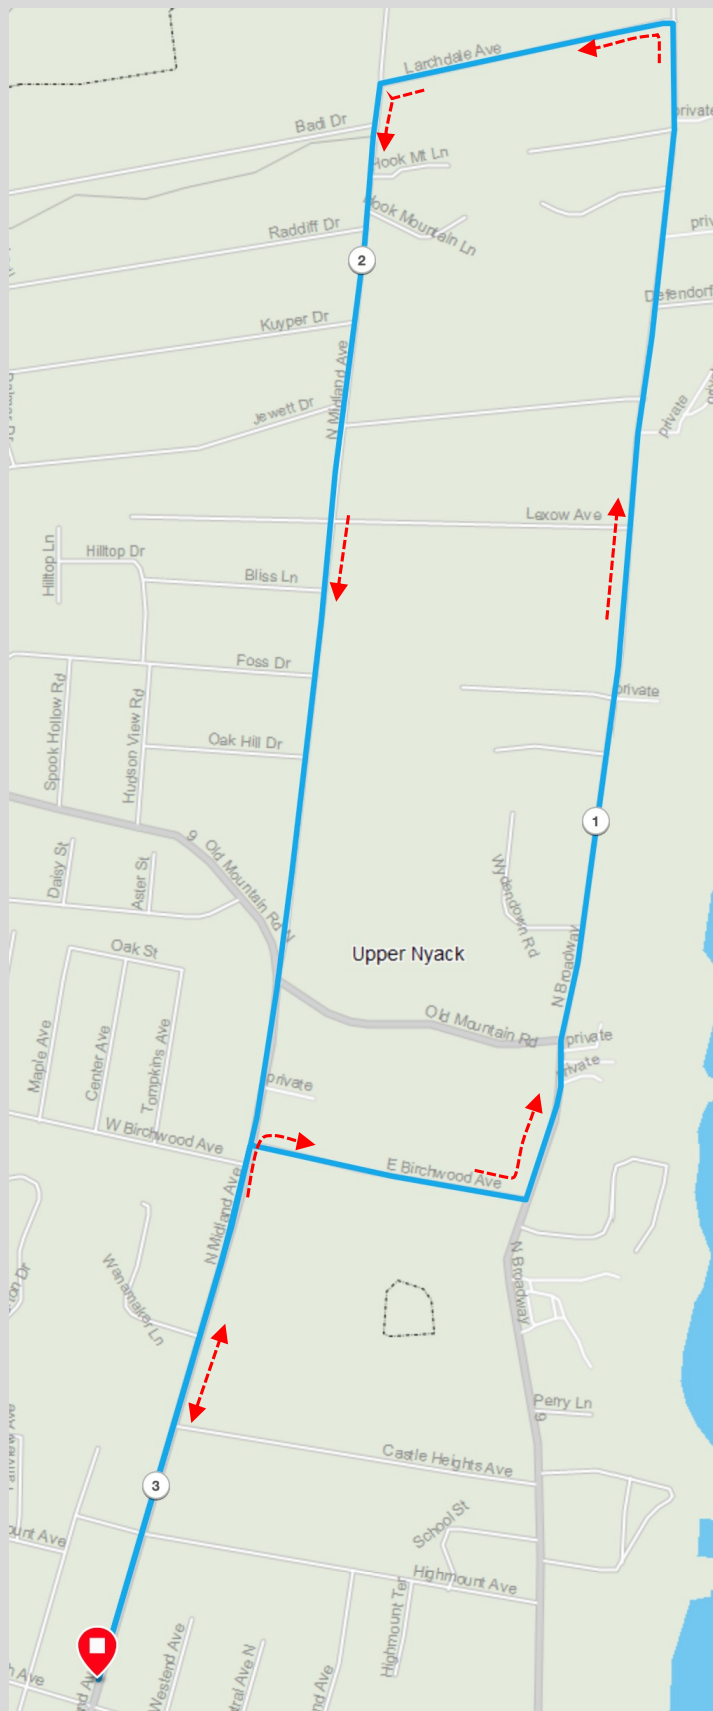 Larchdale Ave
private
Badi Dr
Hook Mt Ln
Hook Mountain Ln
Raddiff Dr
2
Defendorf
Kuyper Dr
N Midland Ave
Jewett Dr
private
Lexow Ave
Hilltop Ln
Hilltop Dr
Bliss Ln
Foss Dr
private
Spook Hollow Rd
Hudson View Rd
Oak Hill Dr
1
9
Old Mountain Rd N
Daisy St
Aster St
Wydendown Rd
Oak St
Upper Nyack
N Broadway
Old Mountain Rd
private
private
Maple Ave
Center Ave
Tompkins Ave
private
W Birchwood Ave
E Birchwood Ave
N Midland Ave
N Broadway
Wanamaker Ln
Perry Ln
9
Castle Heights Ave
3
School St
Highmount Ave
Highmount Ter
Westend Ave
Ave